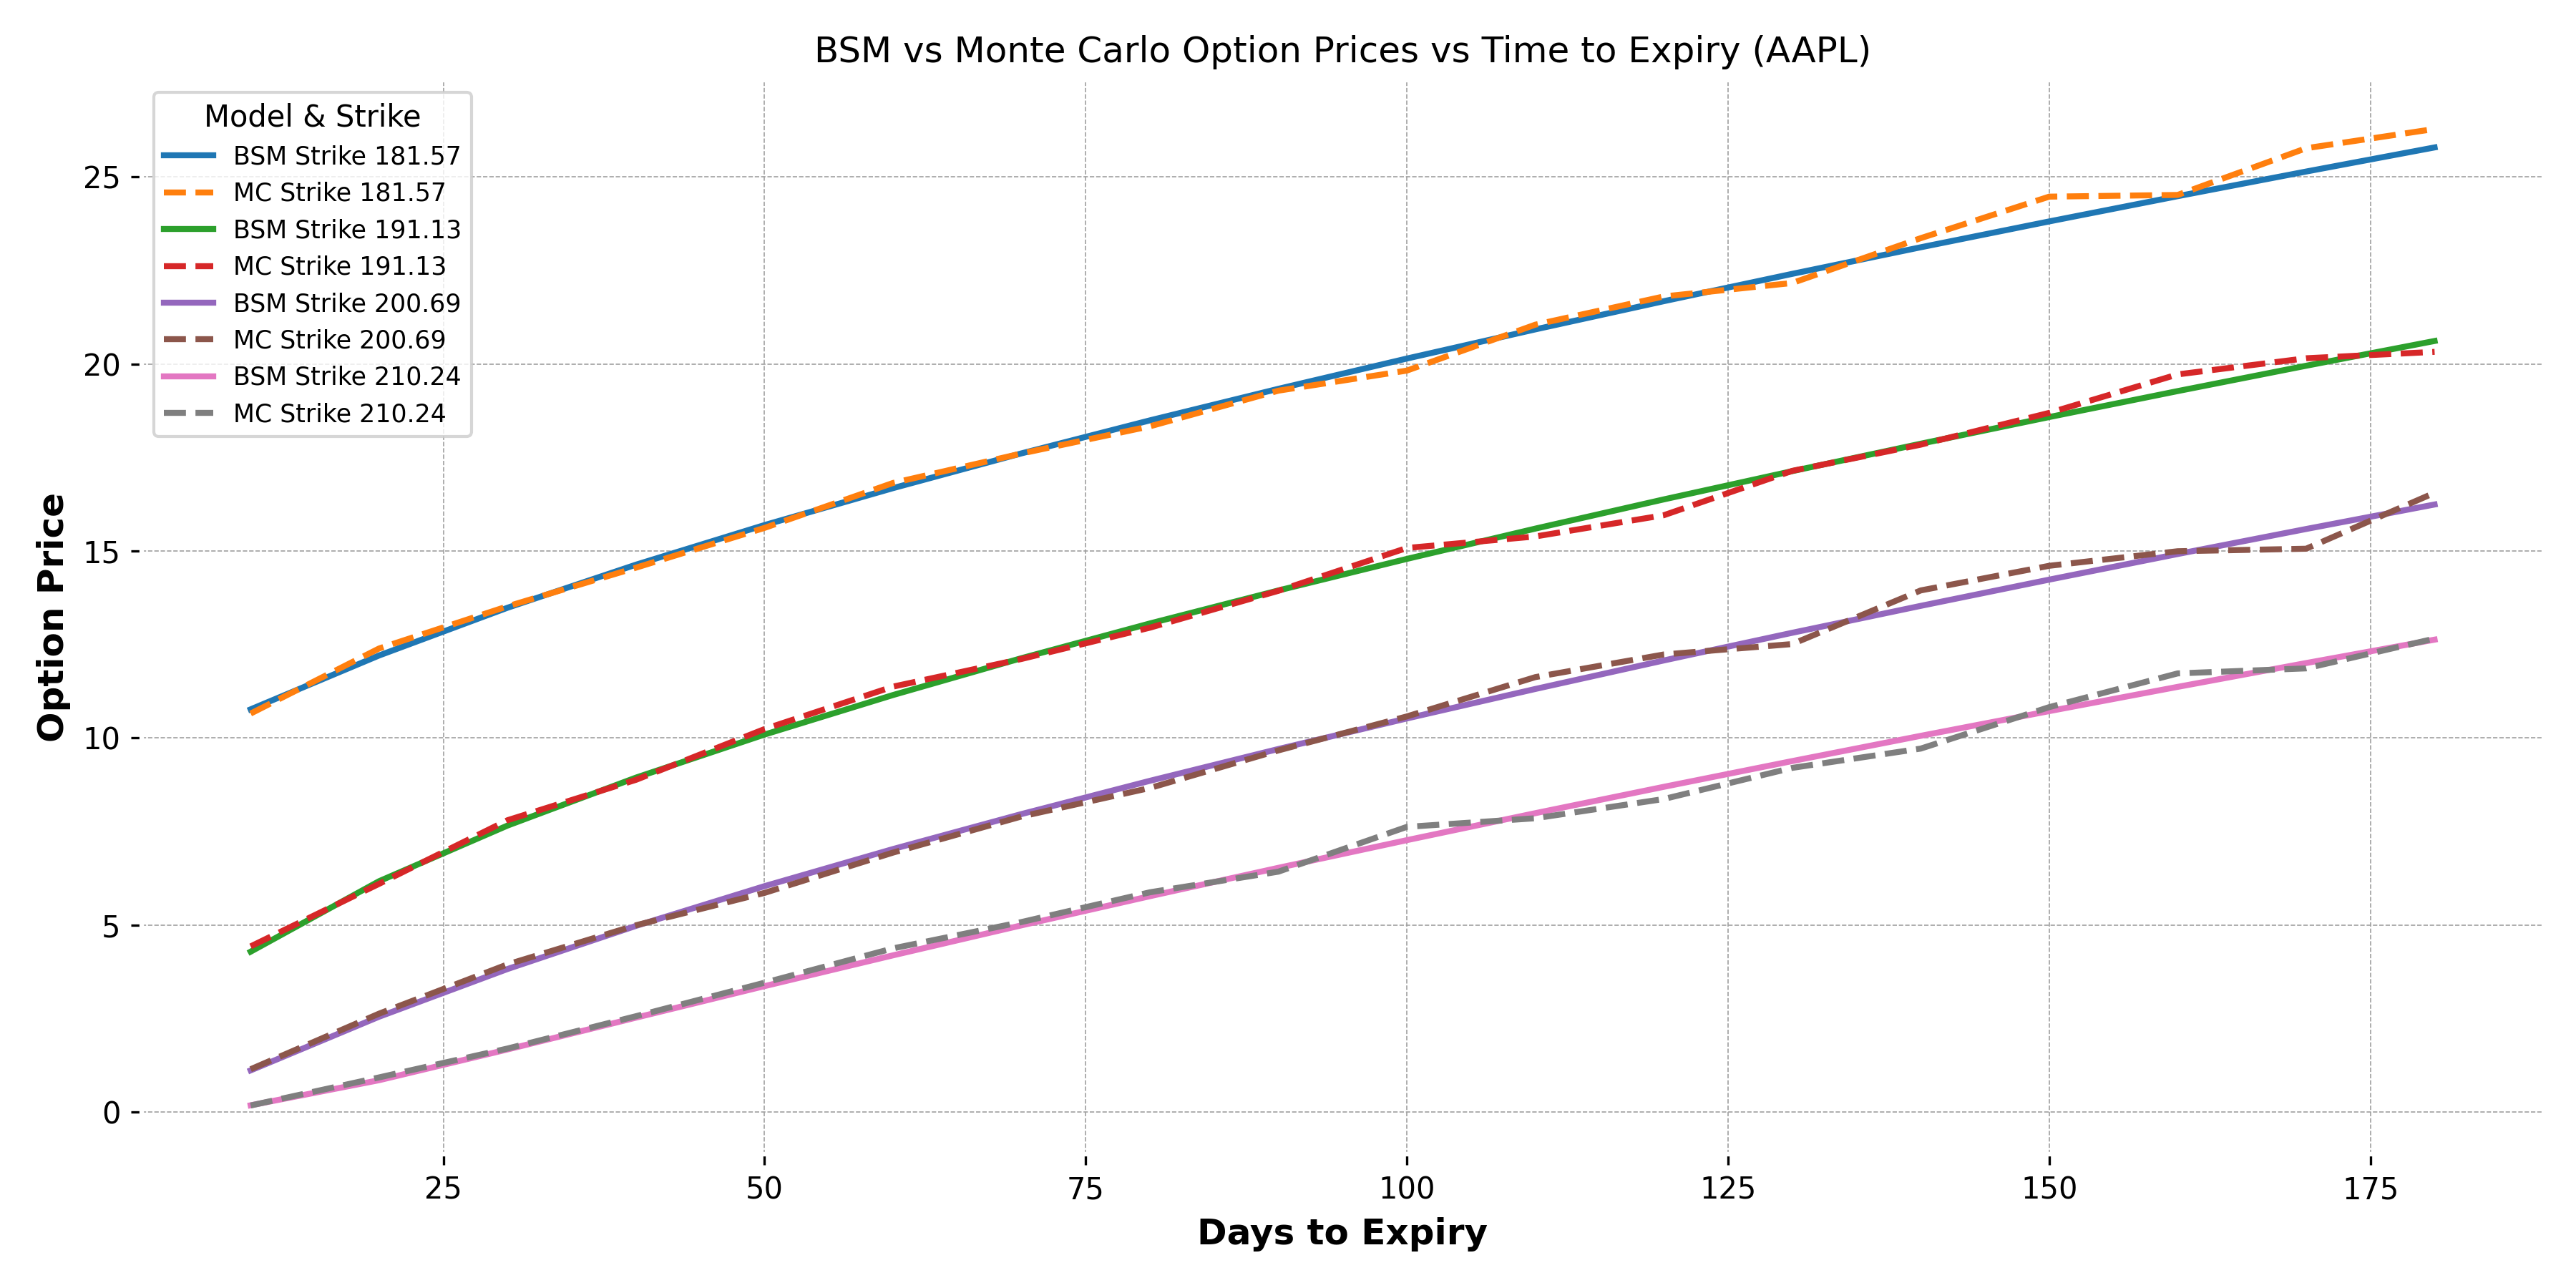 BSM vs Monte Carlo Option Prices vs Time to Expiry (AAPL)
Model & Strike
BSM Strike 181.57
MC Strike 181.57
BSM Strike 191.13
MC Strike 191.13
BSM Strike 200.69
MC Strike 200.69
BSM Strike 210.24
MC Strike 210.24
Option Price
25
20
15
10
5
0
25 50 75 100 125 150 175
Days to Expiry